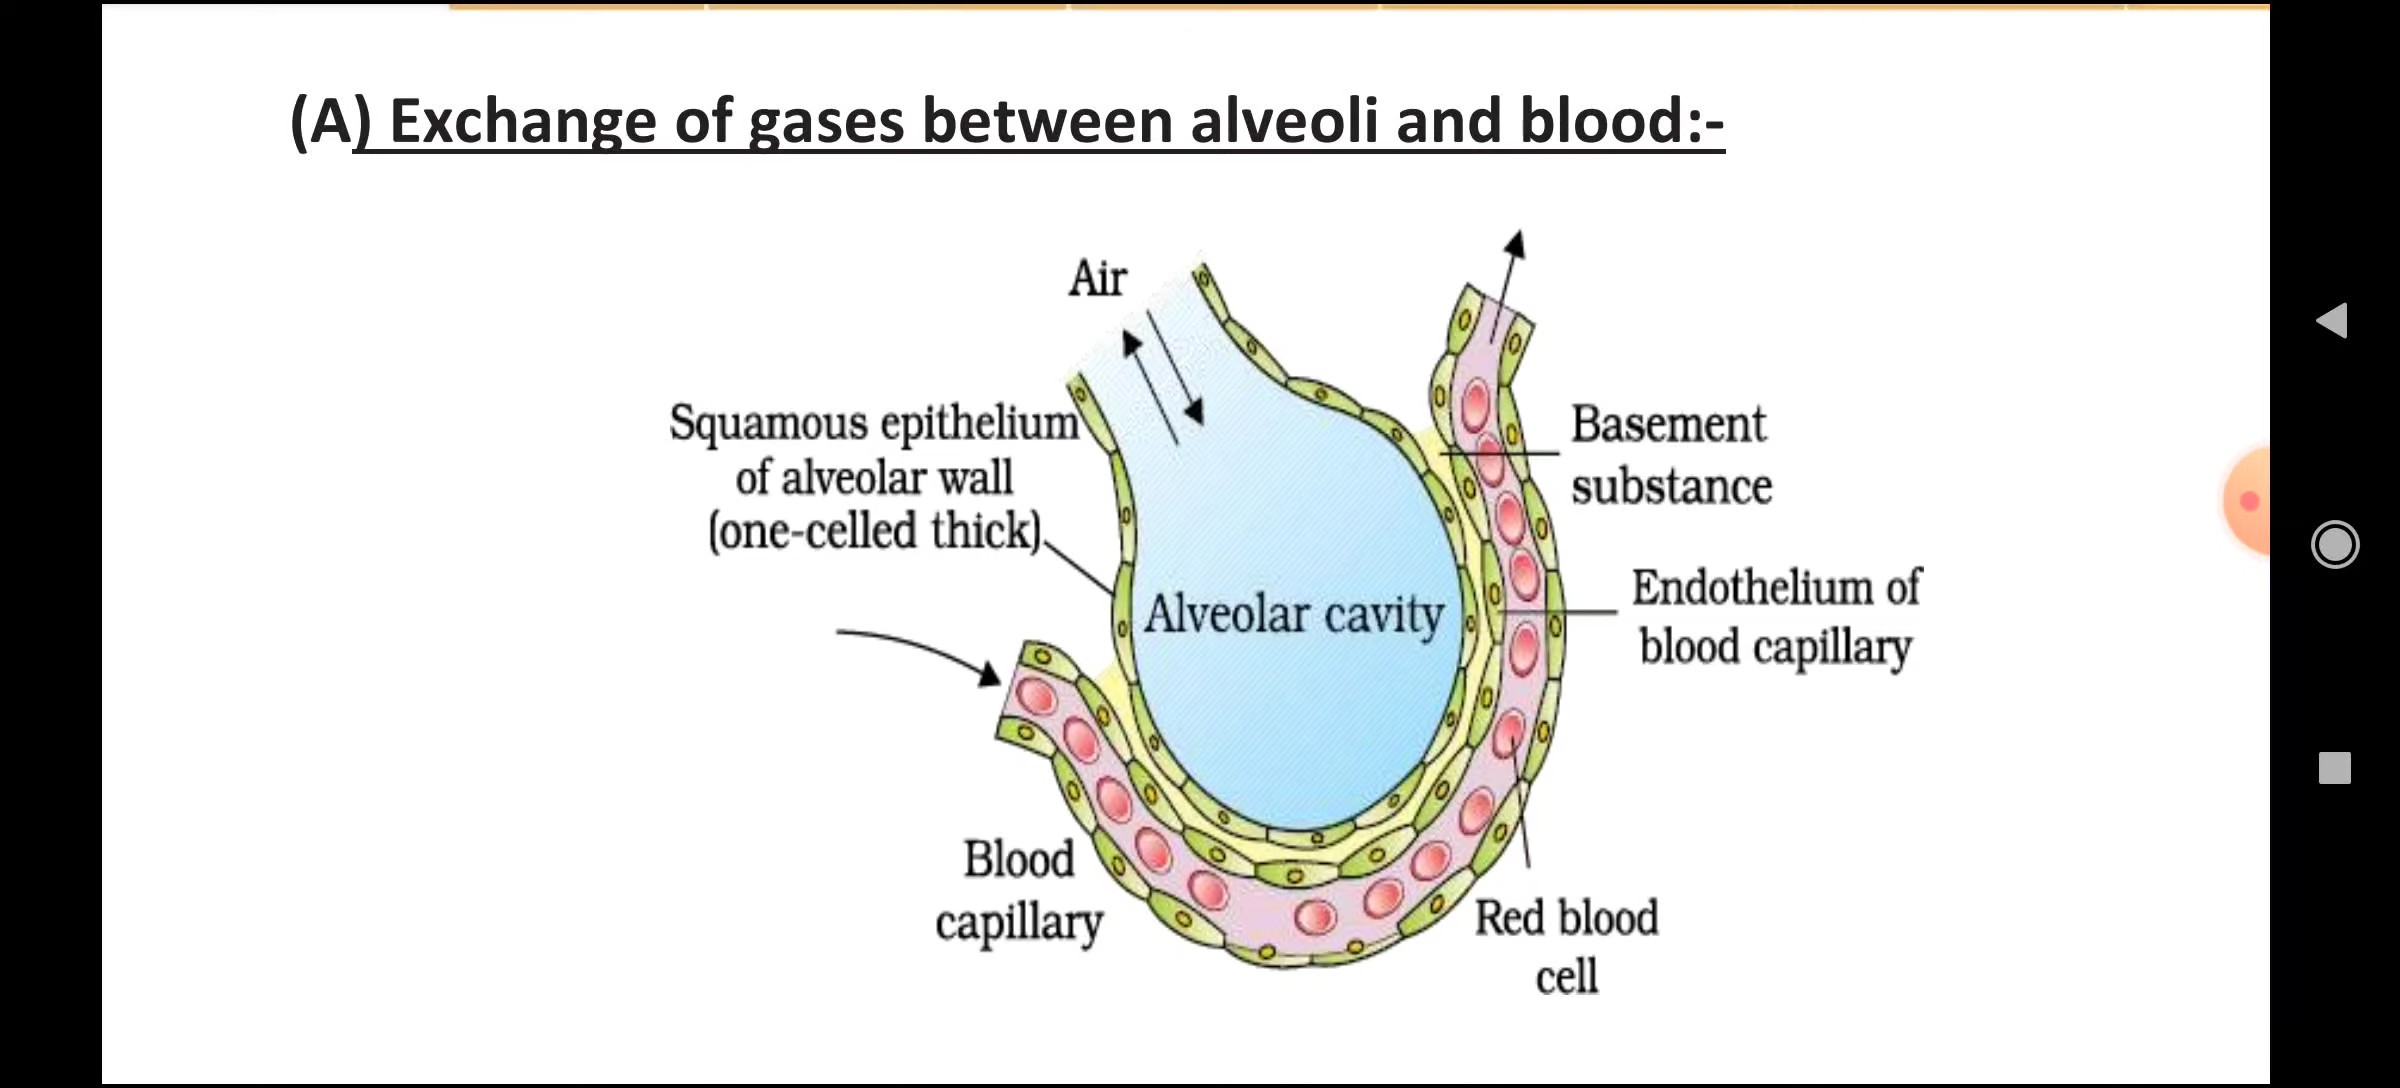 (A) Exchange of gases between alveoli and blood:-
Air
Squamous epithelium
of alveolar wall
(one-celled thick)
Basement
substance
Alveolar cavity
Endothelium of
blood capillary
Blood
capillary
Red blood
cell